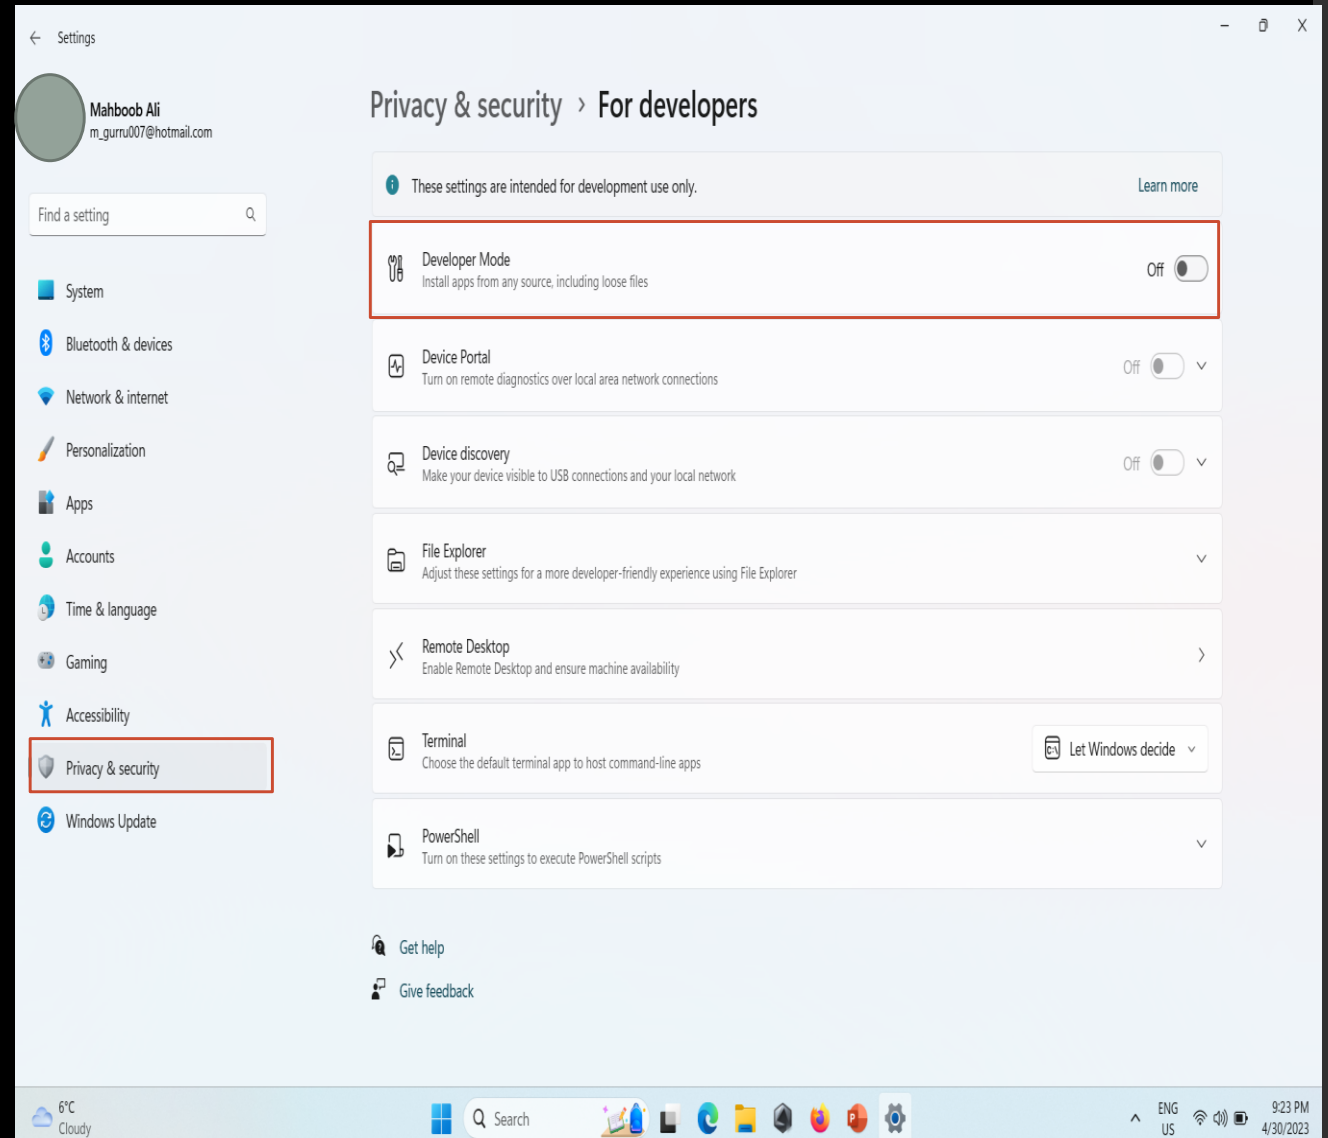 Settings
Mahboob Ali
m_gurru007@hotmail.com
Find a setting
System
Bluetooth & devices
Network & internet
Personalization
Apps
Accounts
Time & language
Gaming
Accessibility
Privacy & security
Windows Update
Privacy & security › For developers
These settings are intended for development use only.
Learn more
Developer Mode
Install apps from any source, including loose files
Off
Device Portal
Turn on remote diagnostics over local area network connections
Off
Device discovery
Make your device visible to USB connections and your local network
Off
File Explorer
Adjust these settings for a more developer-friendly experience using File Explorer
Remote Desktop
Enable Remote Desktop and ensure machine availability
Terminal
Choose the default terminal app to host command-line apps
Let Windows decide
PowerShell
Turn on these settings to execute PowerShell scripts
Get help
Give feedback
6°C
Cloudy
Search
ENG
US
9:23 PM
4/30/2023